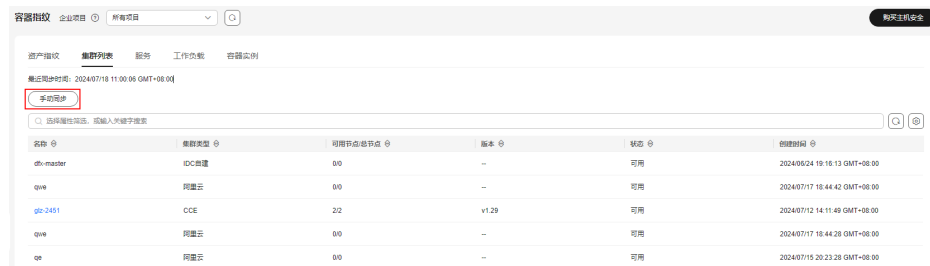 容器指纹 企业项目 所有项目 购买主机安全
资产指纹 集群列表 服务 工作负载 容器实例
最近同步时间：2024/07/18 11:00:06 GMT+08:00
手动同步
选择属性筛选，或输入关键字搜索
名称 集群类型 可用节点/总节点 版本 状态 创建时间
dfx-master IDC自建 0/0 -- 可用 2024/06/24 19:16:13 GMT+08:00
qwe 阿里云 0/0 -- 可用 2024/07/17 18:44:42 GMT+08:00
glz-2451 CCE 2/2 v1.29 可用 2024/07/12 14:11:49 GMT+08:00
qwe 阿里云 0/0 -- 可用 2024/07/17 18:44:28 GMT+08:00
qe 阿里云 0/0 -- 可用 2024/07/15 20:23:28 GMT+08:00